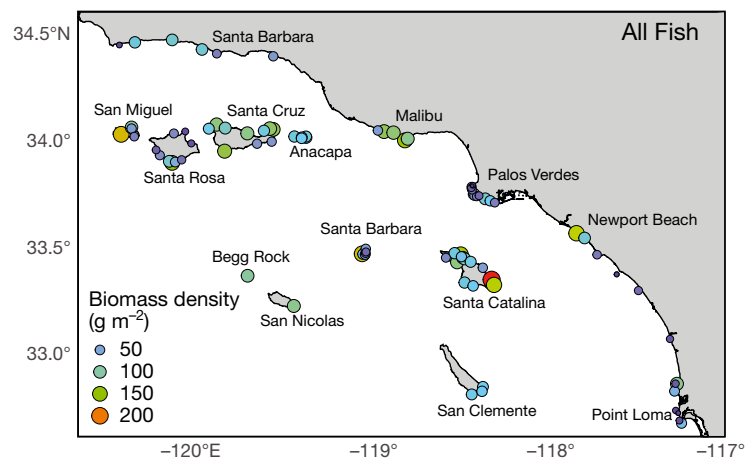 All Fish
34.5°N
34.0°
33.5°
33.0°
Santa Barbara
San Miguel
Santa Cruz
Malibu
Anacapa
Santa Rosa
Palos Verdes
Santa Barbara
Newport Beach
Begg Rock
Santa Catalina
San Nicolas
San Clemente
Point Loma
Biomass density
(g m⁻²)
50
100
150
200
−120°E
−119°
−118°
−117°